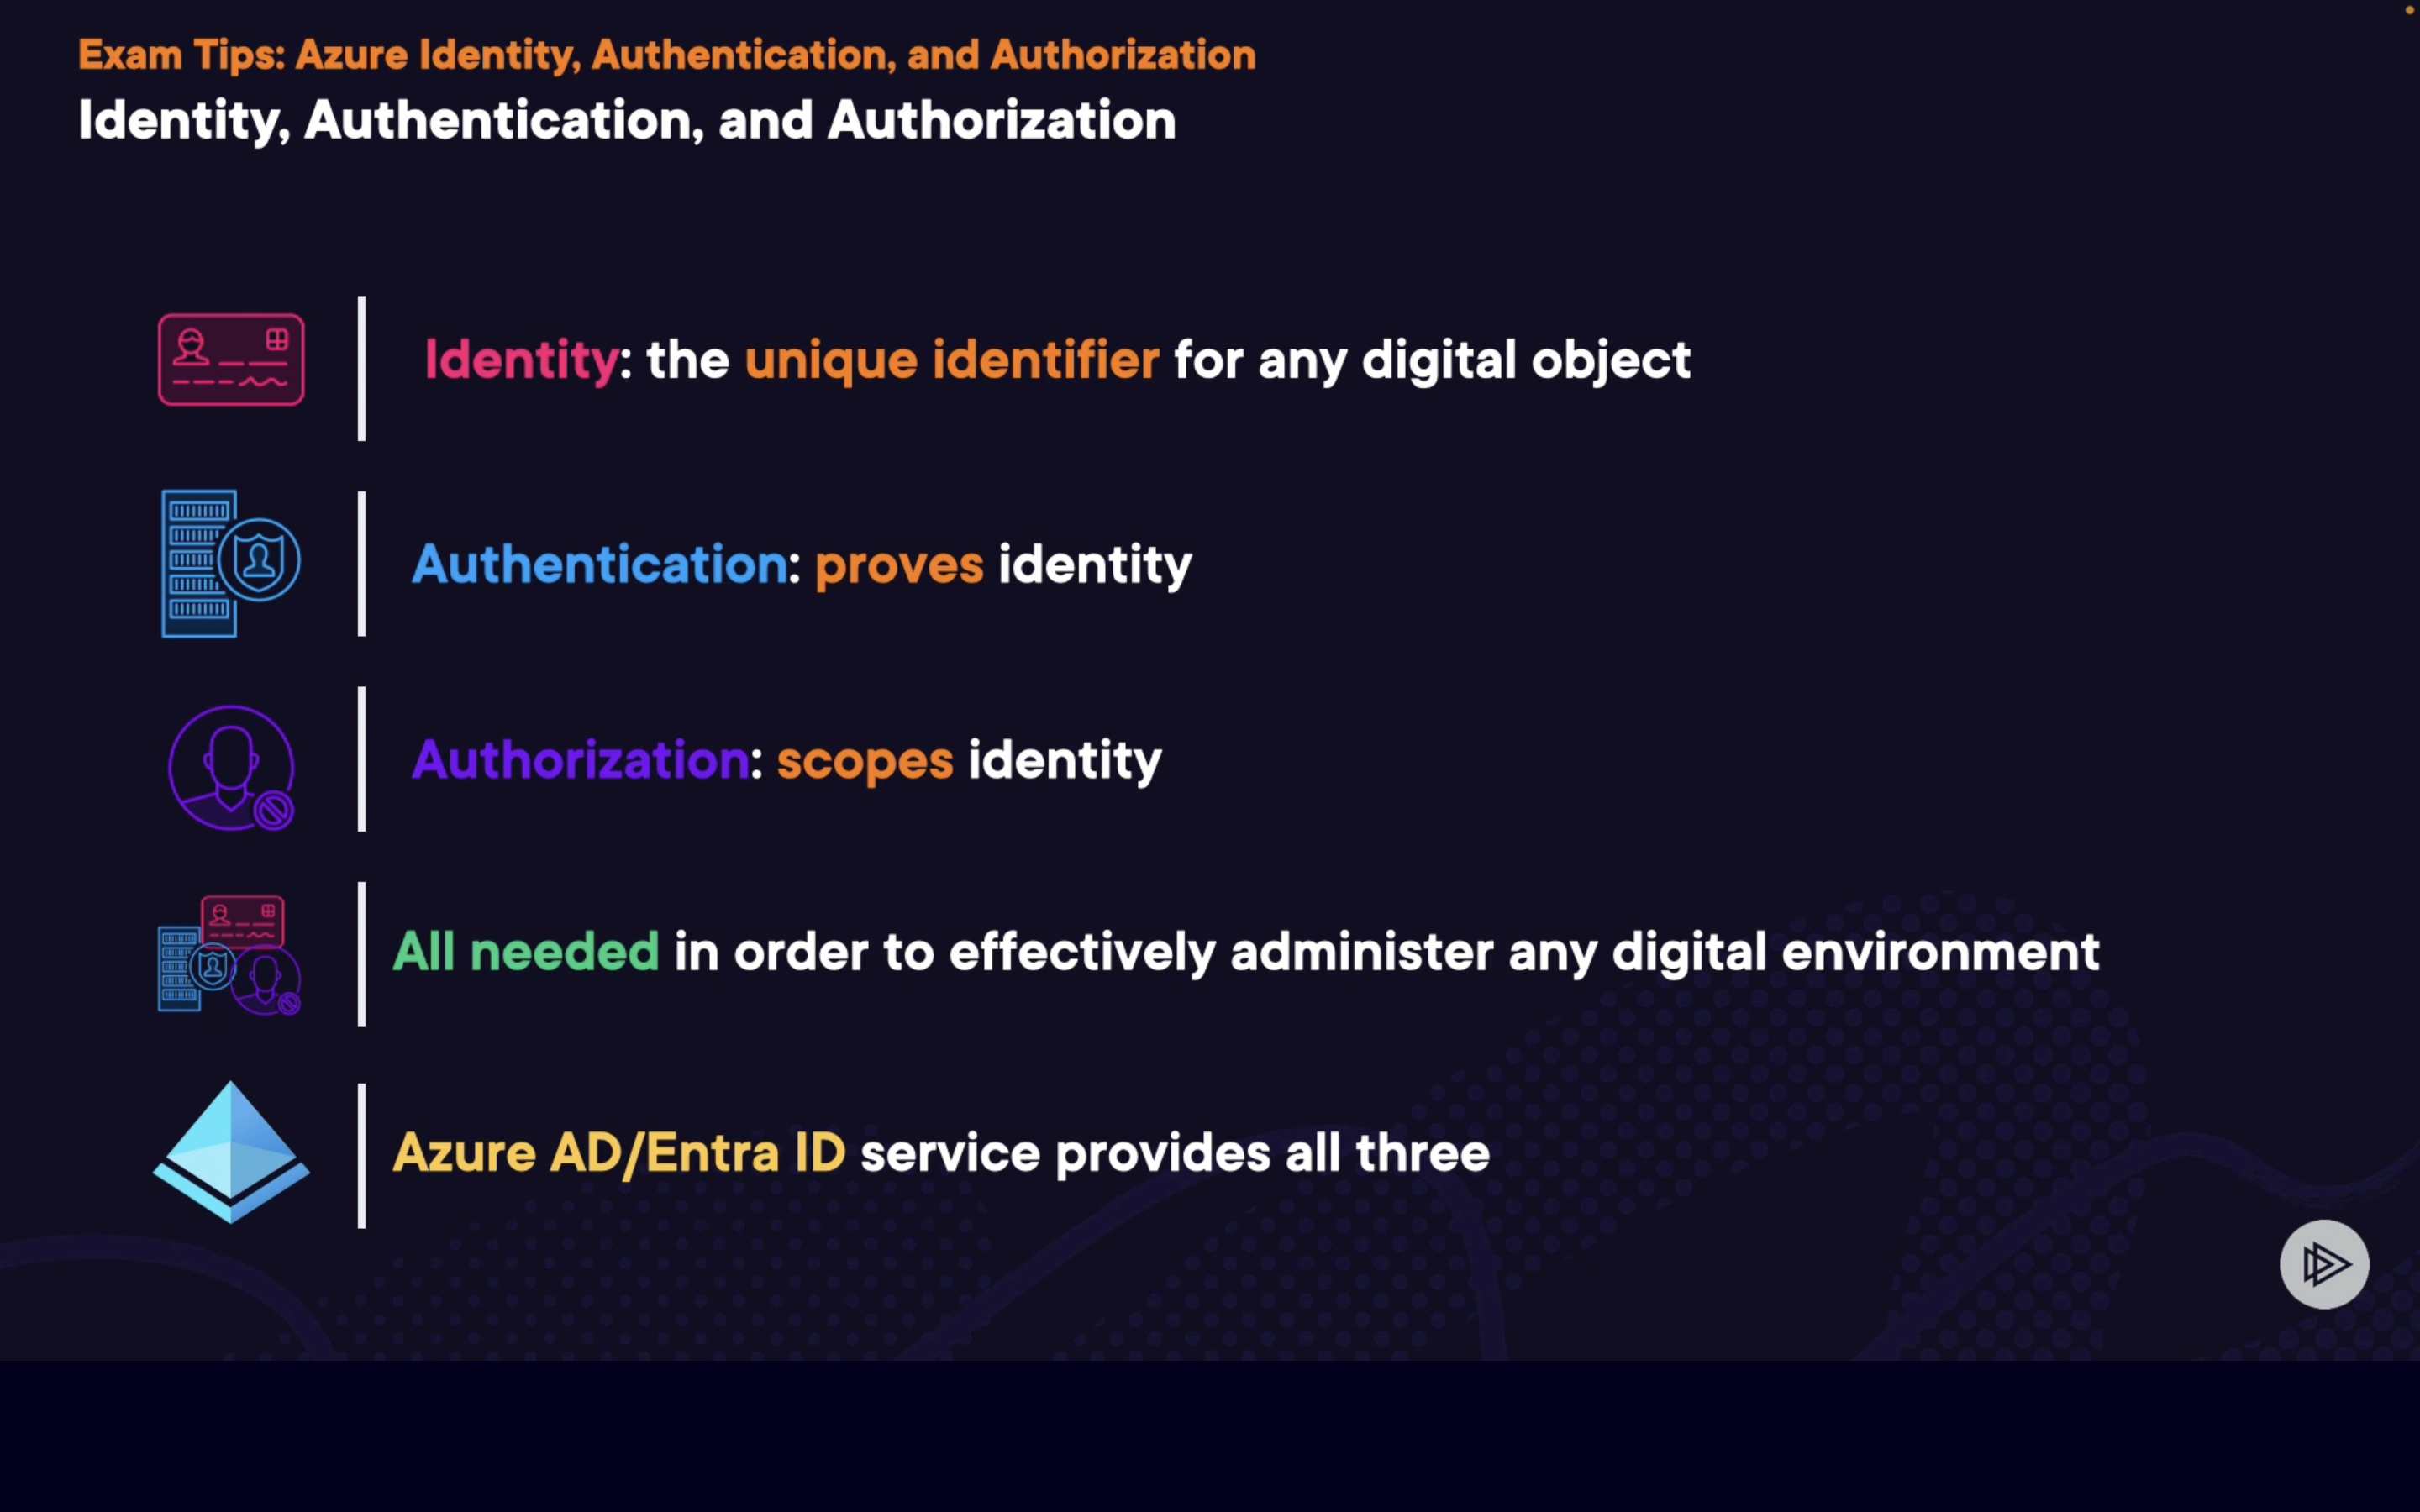 Exam Tips: Azure Identity, Authentication, and Authorization
Identity, Authentication, and Authorization
Identity: the unique identifier for any digital object
Authentication: proves identity
Authorization: scopes identity
All needed in order to effectively administer any digital environment
Azure AD/Entra ID service provides all three